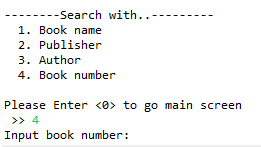 --------Search with..---------
1. Book name
2. Publisher
3. Author
4. Book number
Please Enter <0> to go main screen
>> 4
Input book number: